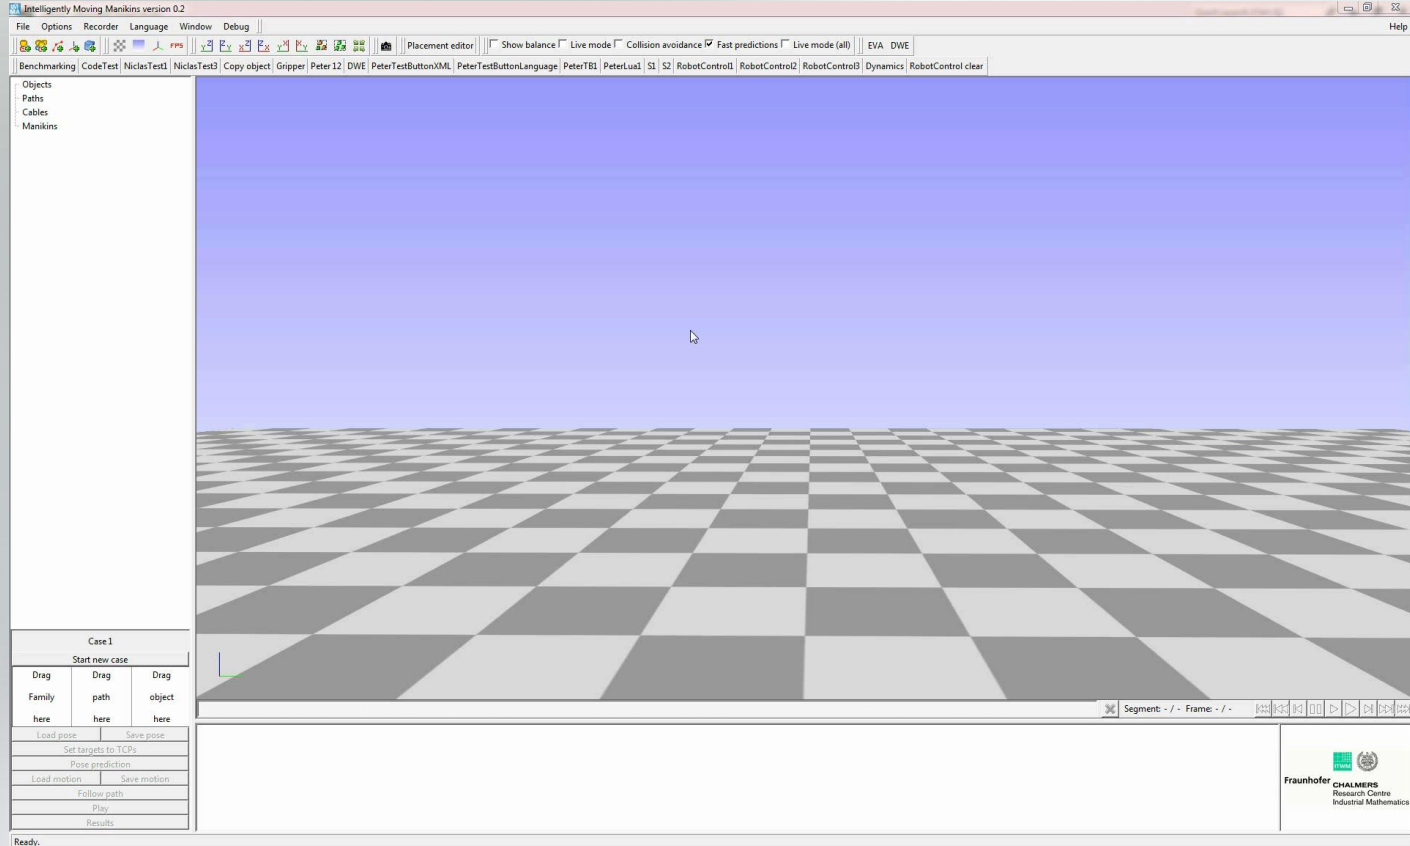 Intelligently Moving Manikins version 0.2
File Options Recorder Language Window Debug Help
FPS Placement editor Show balance Live mode Collision avoidance Fast predictions Live mode (all) EVA DWE
Benchmarking CodeTest NiclasTest1 NiclasTest3 Copy object Gripper Peter 12 DWE PeterTestButtonXML PeterTestButtonLanguage PeterTB1 PeterLua1 S1 S2 RobotControl1 RobotControl2 RobotControl3 Dynamics RobotControl clear
Objects
Paths
Cables
Manikins
Case 1
Start new case
Drag Drag Drag
Family path object
here here here
Load pose Save pose
Set targets to TCPs
Pose prediction
Load motion Save motion
Follow path
Play
Results
Segment: - / - Frame: - / -
ITWM
Fraunhofer CHALMERS
Research Centre
Industrial Mathematics
Ready.